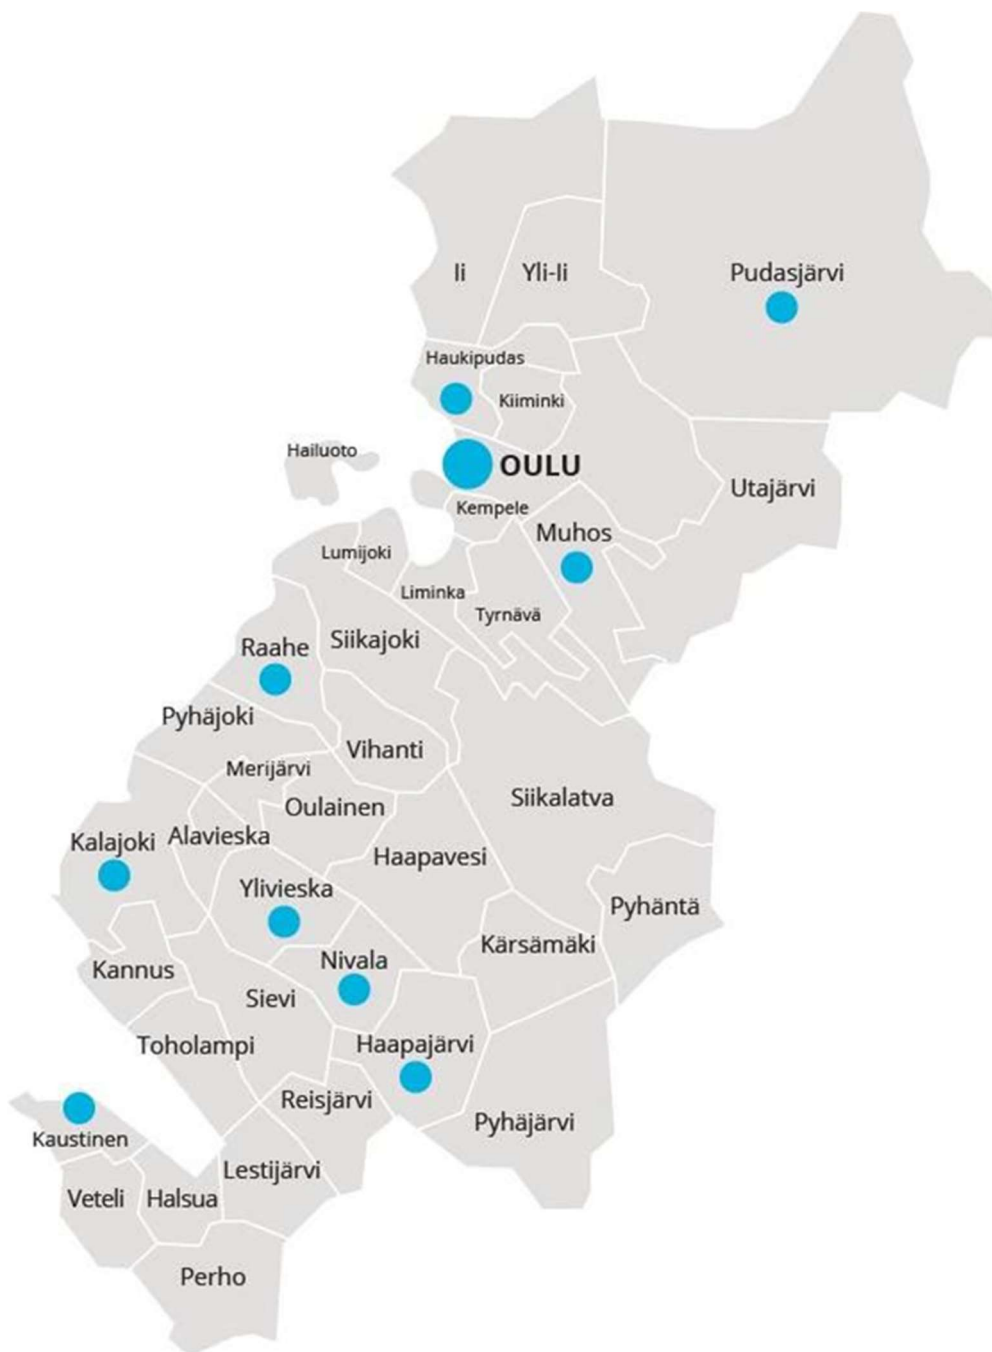 Ii
Yli-Ii
Pudasjärvi
Haukipudas
Kiiminki
Hailuoto
OULU
Utajärvi
Kempele
Muhos
Lumijoki
Liminka
Tyrnävä
Siikajoki
Raahe
Pyhäjoki
Vihanti
Merijärvi
Siikalatva
Oulainen
Alavieska
Kalajoki
Haapavesi
Ylivieska
Pyhäntä
Kärsämäki
Nivala
Kannus
Sievi
Haapajärvi
Toholampi
Reisjärvi
Pyhäjärvi
Kaustinen
Lestijärvi
Veteli
Halsua
Perho